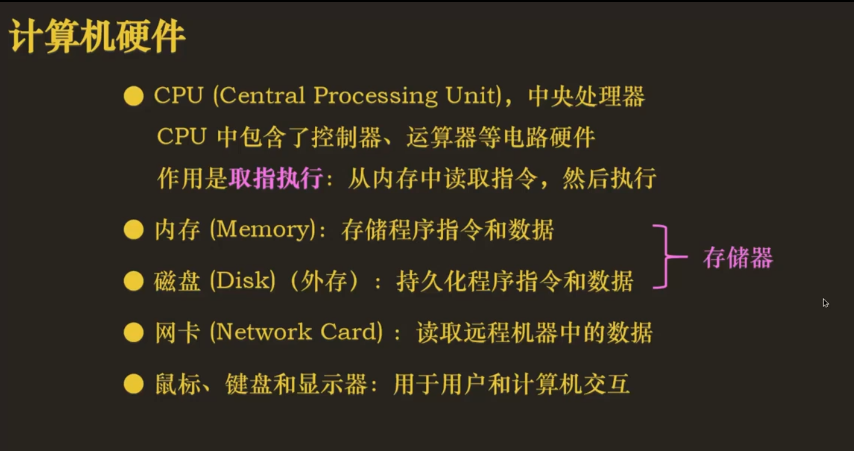 计算机硬件
● CPU (Central Processing Unit)，中央处理器
CPU 中包含了控制器、运算器等电路硬件
作用是取指执行：从内存中读取指令，然后执行
● 内存 (Memory)：存储程序指令和数据
存储器
● 磁盘 (Disk)（外存）：持久化程序指令和数据
● 网卡 (Network Card) ：读取远程机器中的数据
● 鼠标、键盘和显示器：用于用户和计算机交互